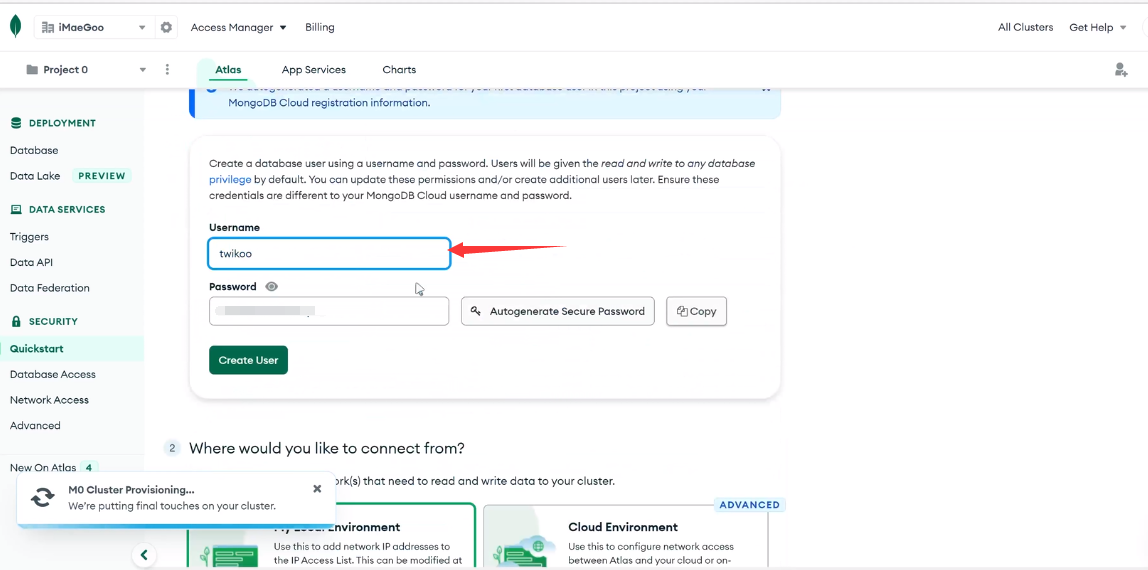 iMaeGoo
Access Manager
Billing
All Clusters
Get Help
Project 0
Atlas
App Services
Charts
MongoDB Cloud registration information.
DEPLOYMENT
Database
Data Lake
PREVIEW
DATA SERVICES
Triggers
Data API
Data Federation
SECURITY
Quickstart
Database Access
Network Access
Advanced
New On Atlas 4
Create a database user using a username and password. Users will be given the read and write to any database
privilege by default. You can update these permissions and/or create additional users later. Ensure these
credentials are different to your MongoDB Cloud username and password.
Username
twikoo
Password
Autogenerate Secure Password
Copy
Create User
2 Where would you like to connect from?
that need to read and write data to your cluster.
M0 Cluster Provisioning...
We're putting final touches on your cluster.
Use this to add network IP addresses to
the IP Access List. This can be modified at
ADVANCED
Cloud Environment
Use this to configure network access
between Atlas and your cloud or on-